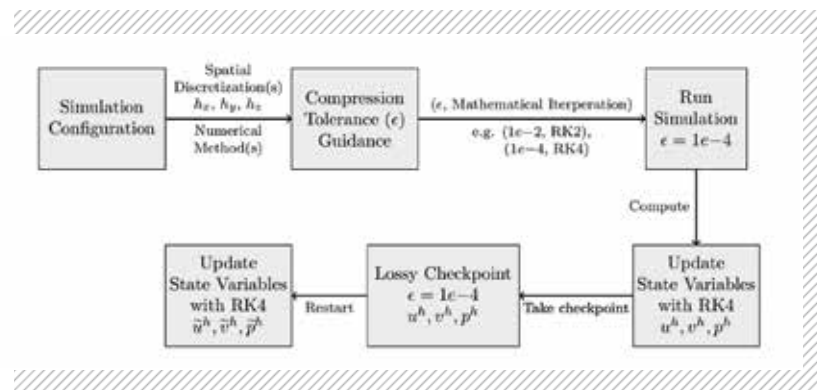 Simulation
Configuration
Spatial
Discretization(s)
hx, hy, hz
Numerical
Method(s)
Compression
Tolerance (ϵ)
Guidance
(ϵ, Mathematical Iterperation)
e.g. (1e−2, RK2),
(1e−4, RK4)
Run
Simulation
ϵ = 1e−4
Compute
Update
State Variables
with RK4
ũʰ, ṽʰ, p̃ʰ
Restart
Lossy Checkpoint
ϵ = 1e−4
uʰ, vʰ, pʰ
Take checkpoint
Update
State Variables
with RK4
uʰ, vʰ, pʰ